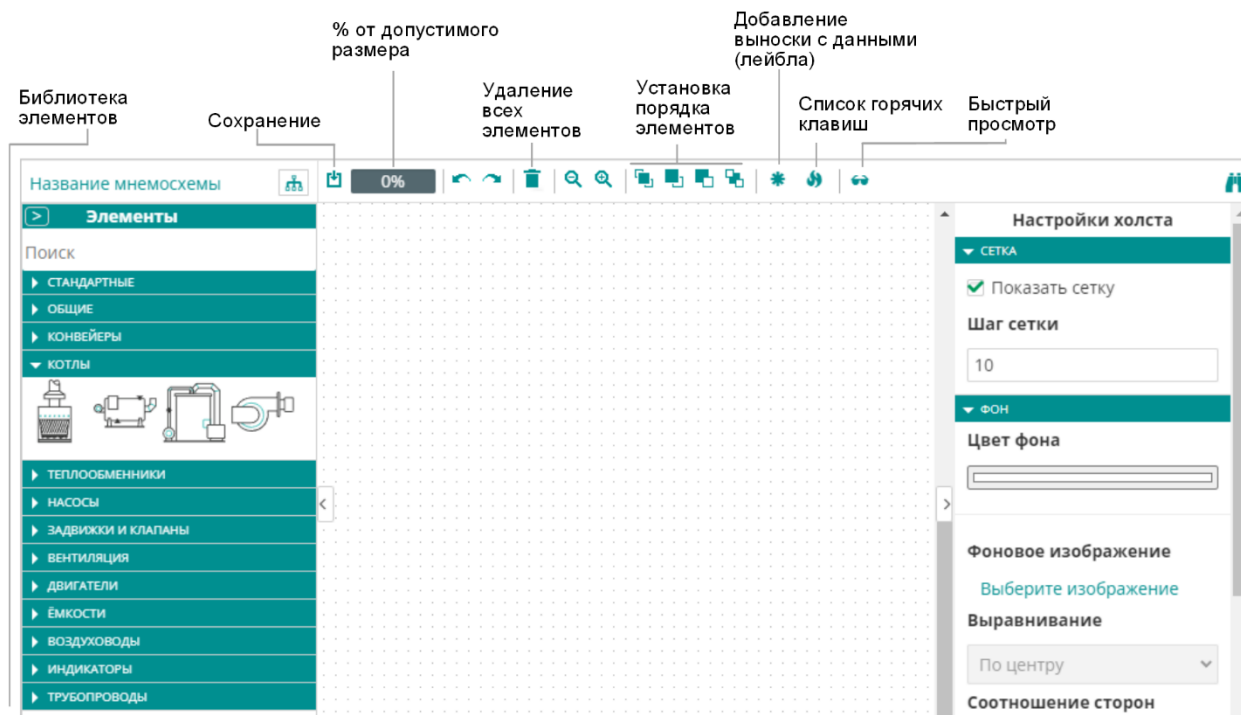 % от допустимого
размера
Добавление
выноски с данными
(лейбла)
Библиотека
элементов
Сохранение
Удаление
всех
элементов
Установка
порядка
элементов
Список горячих
клавиш
Быстрый
просмотр
Название мнемосхемы
0%
Элементы
Поиск
СТАНДАРТНЫЕ
ОБЩИЕ
КОНВЕЙЕРЫ
КОТЛЫ
ТЕПЛООБМЕННИКИ
НАСОСЫ
ЗАДВИЖКИ И КЛАПАНЫ
ВЕНТИЛЯЦИЯ
ДВИГАТЕЛИ
ЁМКОСТИ
ВОЗДУХОВОДЫ
ИНДИКАТОРЫ
ТРУБОПРОВОДЫ
Настройки холста
СЕТКА
Показать сетку
Шаг сетки
10
ФОН
Цвет фона
Фоновое изображение
Выберите изображение
Выравнивание
По центру
Соотношение сторон